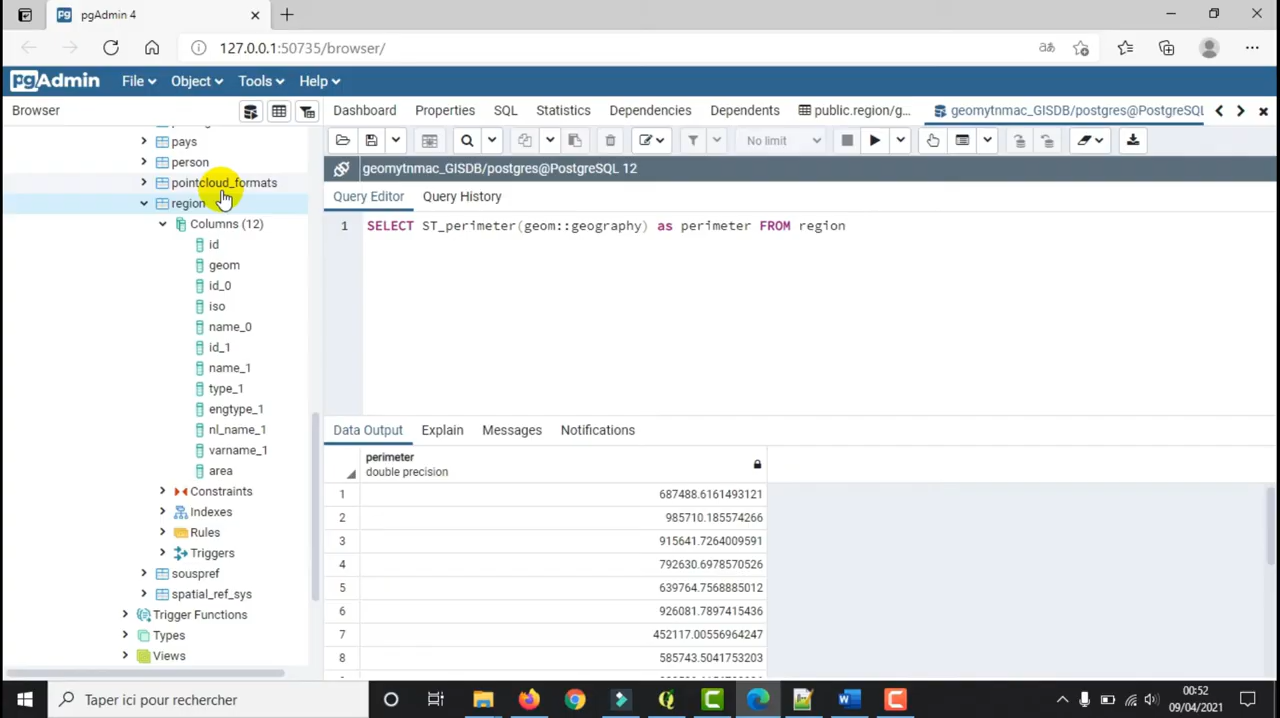 pgAdmin 4
127.0.0.1:50735/browser/
pgAdmin File Object Tools Help
Browser
Dashboard Properties SQL Statistics Dependencies Dependents public.region/g... geomytnmac_GISDB/postgres@PostgreSQL
No limit
geomytnmac_GISDB/postgres@PostgreSQL 12
Query Editor Query History
1 SELECT ST_perimeter(geom::geography) as perimeter FROM region
pays
person
pointcloud_formats
region
Columns (12)
id
geom
id_0
iso
name_0
id_1
name_1
type_1
engtype_1
nl_name_1
varname_1
area
Constraints
Indexes
Rules
Triggers
souspref
spatial_ref_sys
Trigger Functions
Types
Views
Data Output Explain Messages Notifications
perimeter
double precision
1 687488.6161493121
2 985710.185574266
3 915641.7264009591
4 792630.6978570526
5 639764.7568885012
6 926081.7897415436
7 452117.00556964247
8 585743.5041753203
Taper ici pour rechercher
00:52
09/04/2021